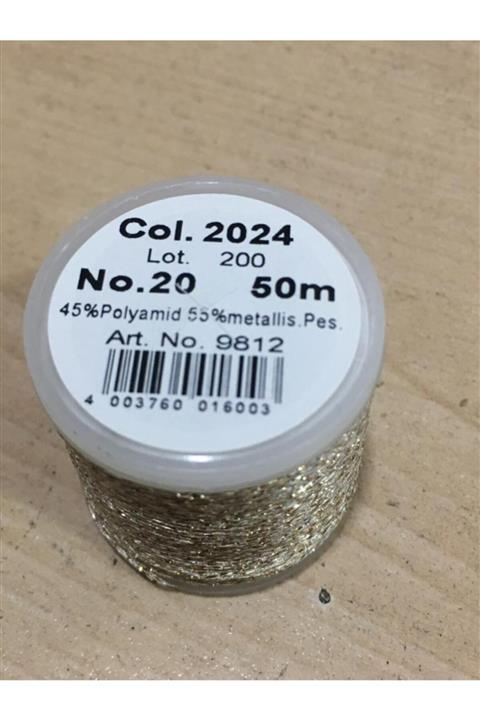 Col. 2024
Lot. 200
No.20 50m
45%Polyamid 55%metallis.Pes.
Art. No. 9812
4 003760 016003